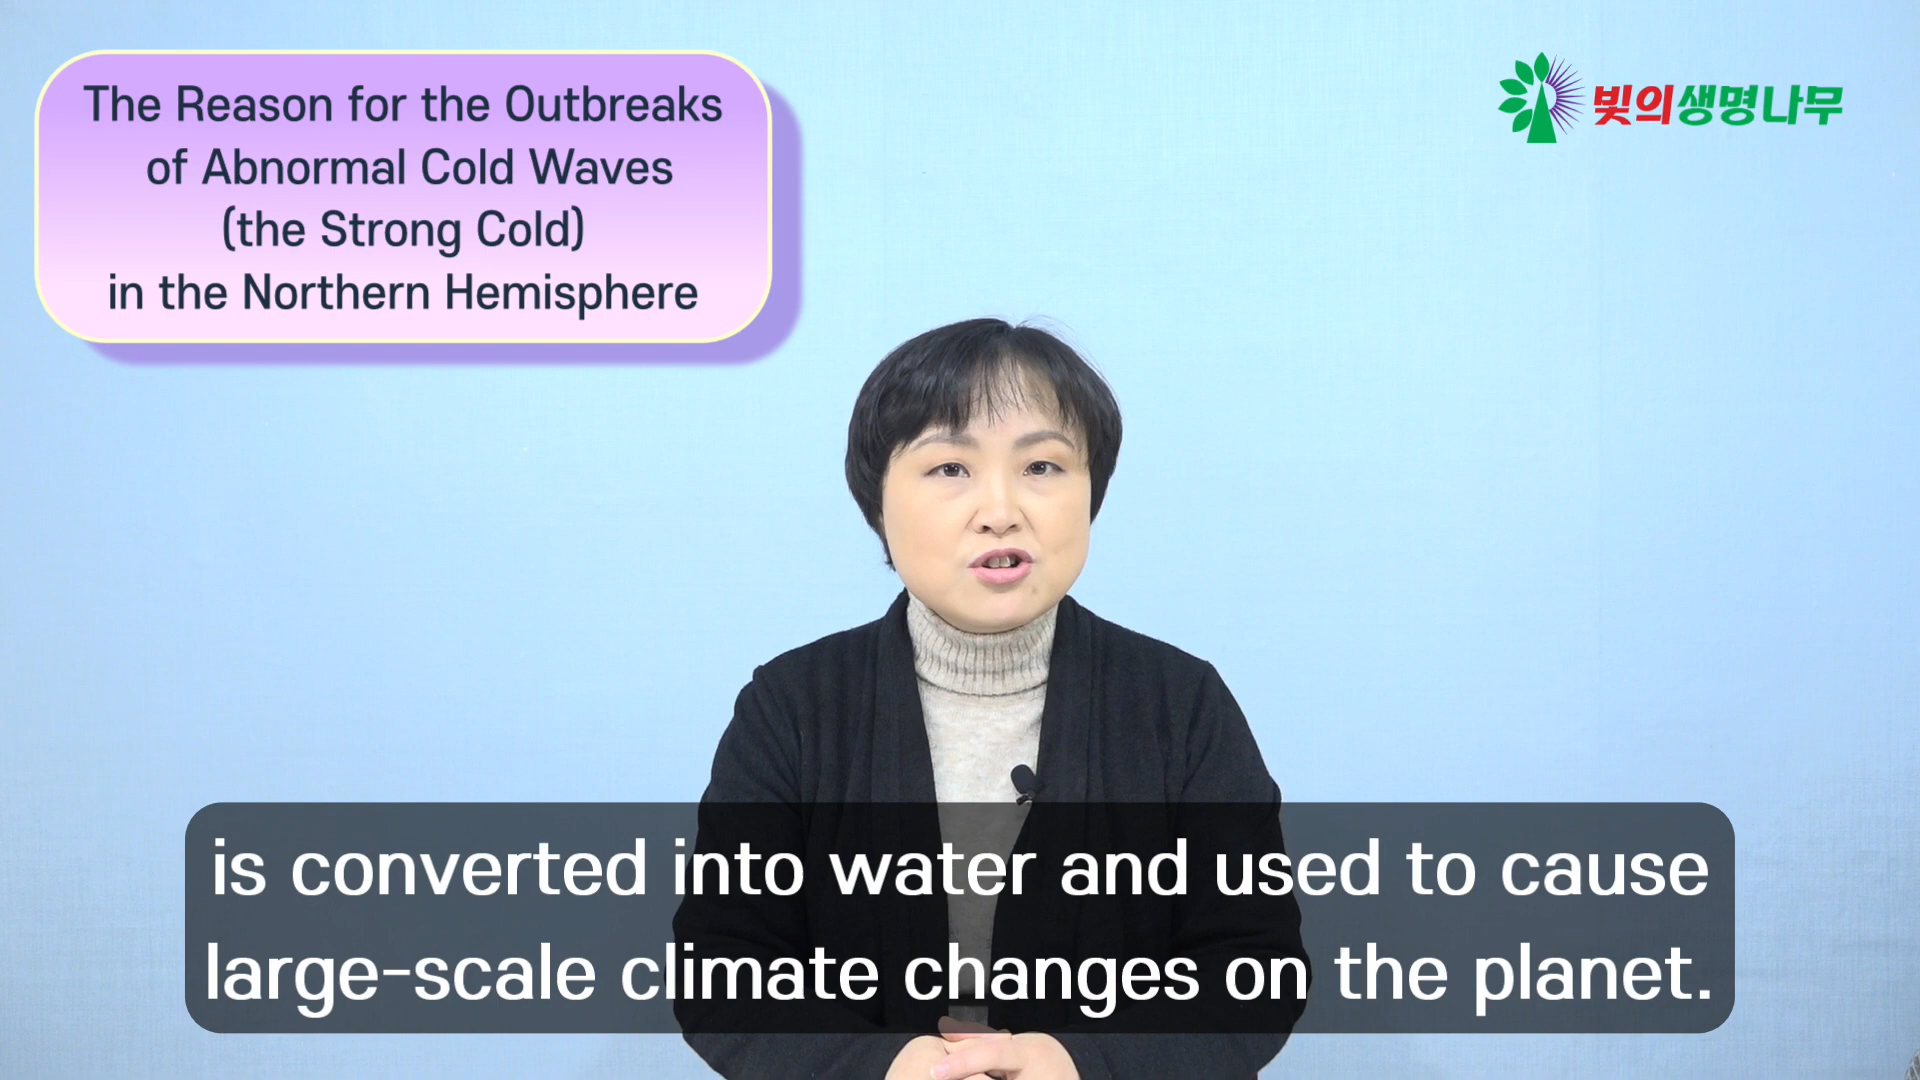 The Reason for the Outbreaks
of Abnormal Cold Waves
(the Strong Cold)
in the Northern Hemisphere
빛의생명나무
is converted into water and used to cause
large-scale climate changes on the planet.